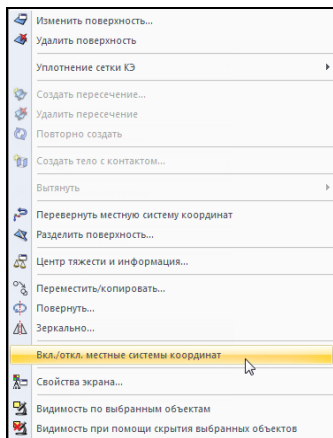 Изменить поверхность...
Удалить поверхность
Уплотнение сетки КЭ
Создать пересечение...
Удалить пересечение
Повторно создать
Создать тело с контактом...
Вытянуть
Перевернуть местную систему координат
Разделить поверхность...
Центр тяжести и информация...
Переместить/копировать...
Повернуть...
Зеркально...
Вкл./откл. местные системы координат
Свойства экрана...
Видимость по выбранным объектам
Видимость при помощи скрытия выбранных объектов